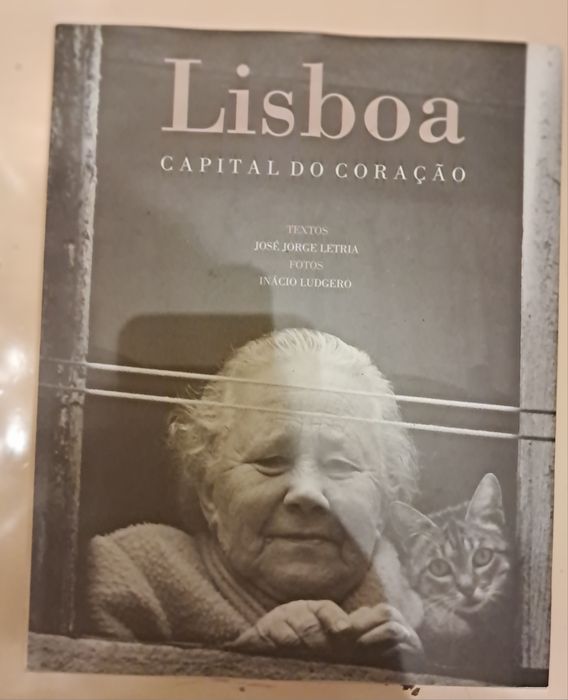 Lisboa
CAPITAL DO CORAÇÃO
TEXTOS
JOSÉ JORGE LETRIA
FOTOS
INÁCIO LUDGERO